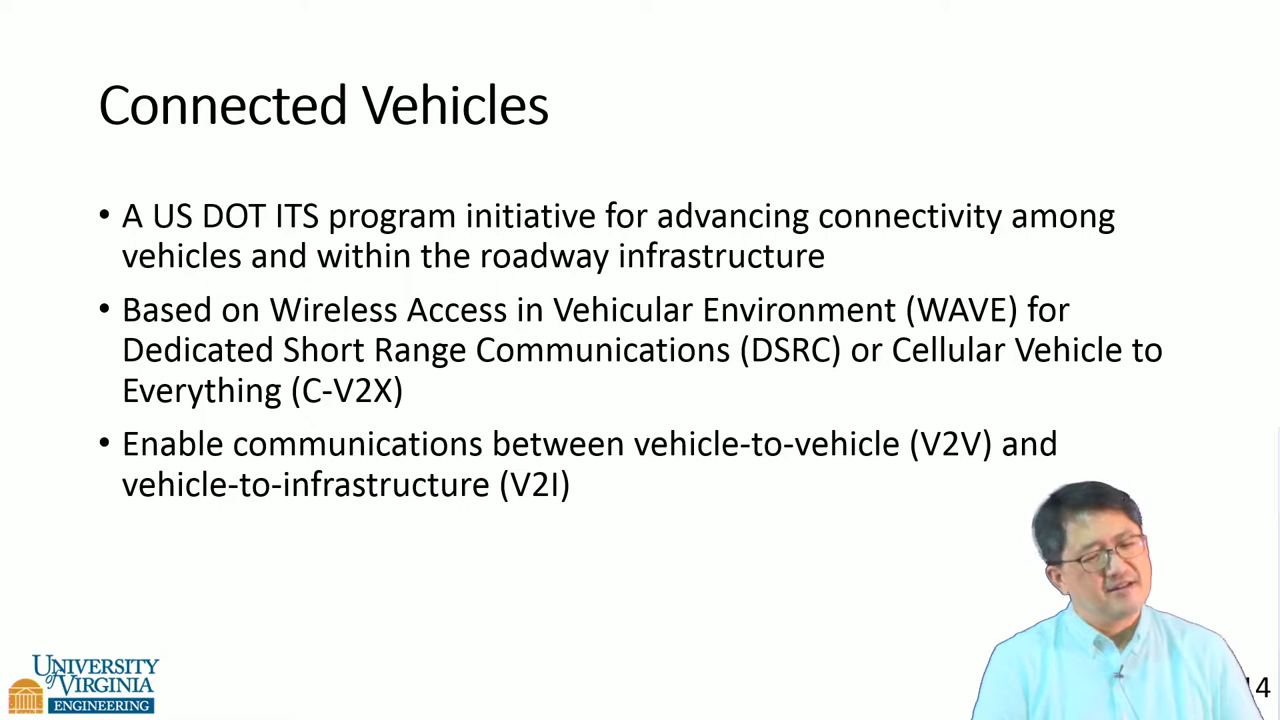 Connected Vehicles
• A US DOT ITS program initiative for advancing connectivity among
vehicles and within the roadway infrastructure
• Based on Wireless Access in Vehicular Environment (WAVE) for
Dedicated Short Range Communications (DSRC) or Cellular Vehicle to
Everything (C-V2X)
• Enable communications between vehicle-to-vehicle (V2V) and
vehicle-to-infrastructure (V2I)
UNIVERSITY
of VIRGINIA
ENGINEERING
14